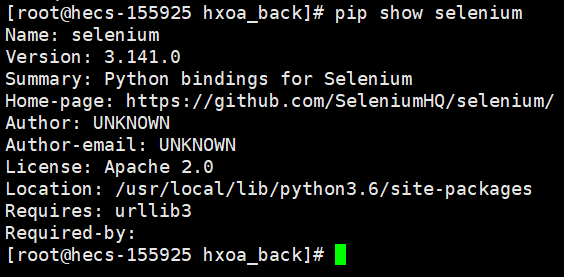 [root@hecs-155925 hxoa_back]# pip show selenium
Name: selenium
Version: 3.141.0
Summary: Python bindings for Selenium
Home-page: https://github.com/SeleniumHQ/selenium/
Author: UNKNOWN
Author-email: UNKNOWN
License: Apache 2.0
Location: /usr/local/lib/python3.6/site-packages
Requires: urllib3
Required-by:
[root@hecs-155925 hxoa_back]#